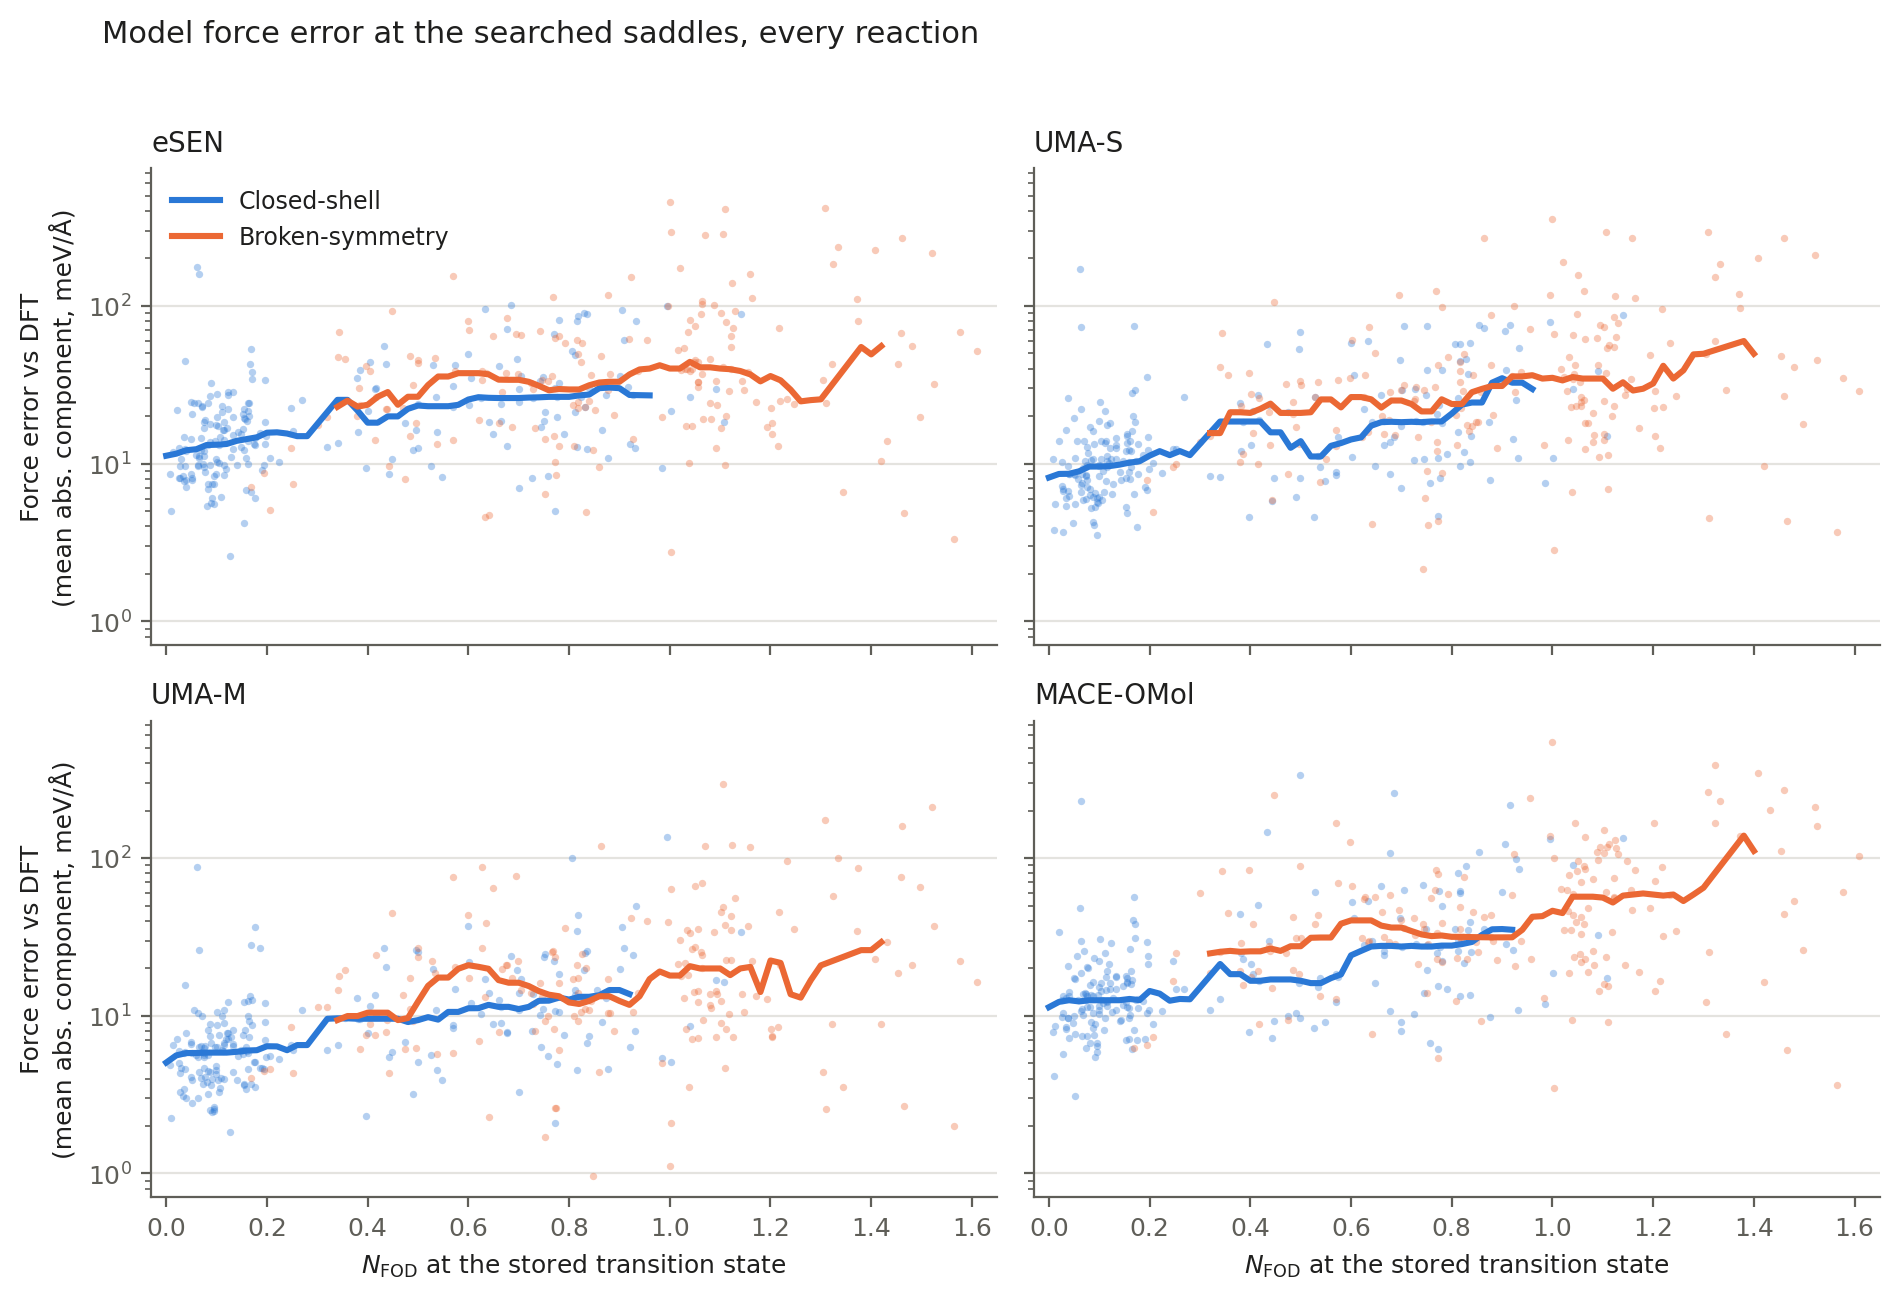 Model force error at the searched saddles, every reaction
eSEN
UMA-S
Closed-shell
Broken-symmetry
Force error vs DFT
(mean abs. component, meV/Å)
10²
10¹
10⁰
UMA-M
MACE-OMol
Force error vs DFT
(mean abs. component, meV/Å)
10²
10¹
10⁰
0.0 0.2 0.4 0.6 0.8 1.0 1.2 1.4 1.6
0.0 0.2 0.4 0.6 0.8 1.0 1.2 1.4 1.6
N_FOD at the stored transition state
N_FOD at the stored transition state